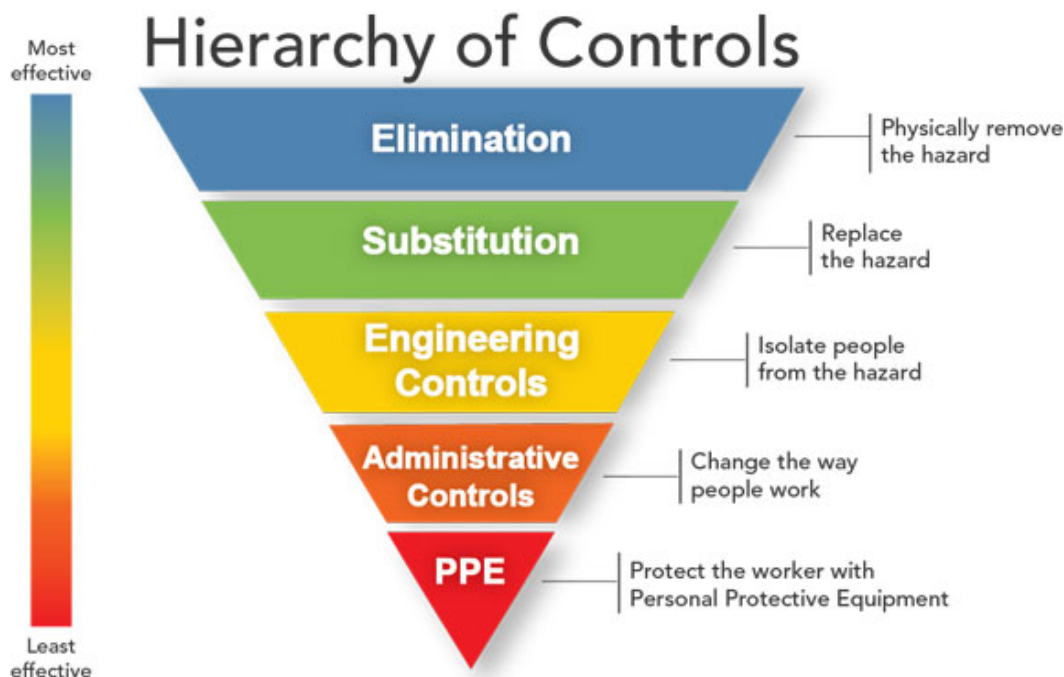 Hierarchy of Controls
Most
effective
Elimination
Physically remove
the hazard
Substitution
Replace
the hazard
Engineering
Controls
Isolate people
from the hazard
Administrative
Controls
Change the way
people work
PPE
Protect the worker with
Personal Protective Equipment
Least
effective